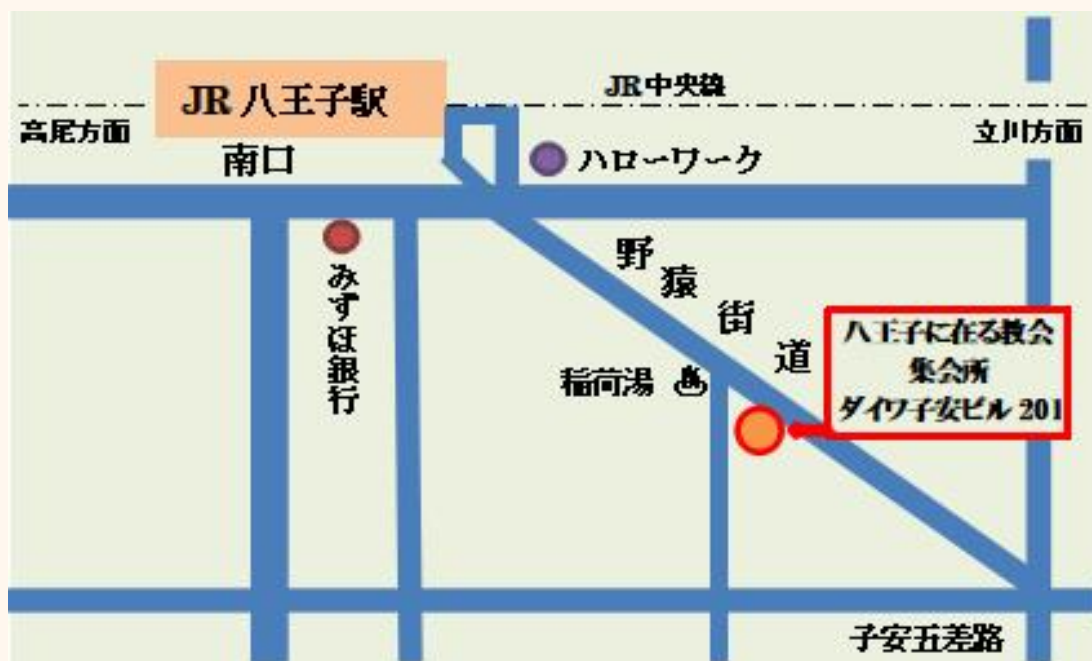 JR 八王子駅
JR中央線
高尾方面
立川方面
南口
ハローワーク
みずほ銀行
野猿街道
八王子に在る教会
集会所
ダイワ子安ビル 201
稲荷湯 ♨
子安五差路